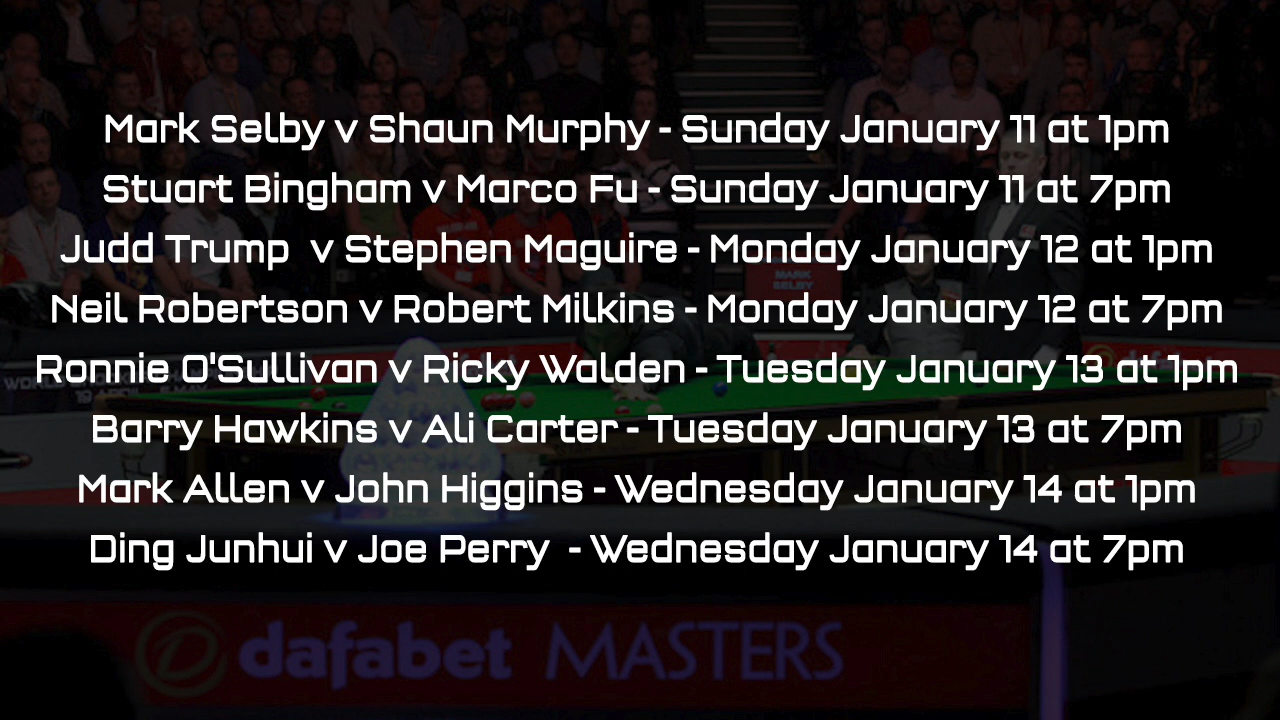 Mark Selby v Shaun Murphy - Sunday January 11 at 1pm
Stuart Bingham v Marco Fu - Sunday January 11 at 7pm
Judd Trump  v Stephen Maguire - Monday January 12 at 1pm
MARK
SELBY
Neil Robertson v Robert Milkins - Monday January 12 at 7pm
Ronnie O'Sullivan v Ricky Walden - Tuesday January 13 at 1pm
Barry Hawkins v Ali Carter - Tuesday January 13 at 7pm
Mark Allen v John Higgins - Wednesday January 14 at 1pm
Ding Junhui v Joe Perry  - Wednesday January 14 at 7pm
dafabet MASTERS